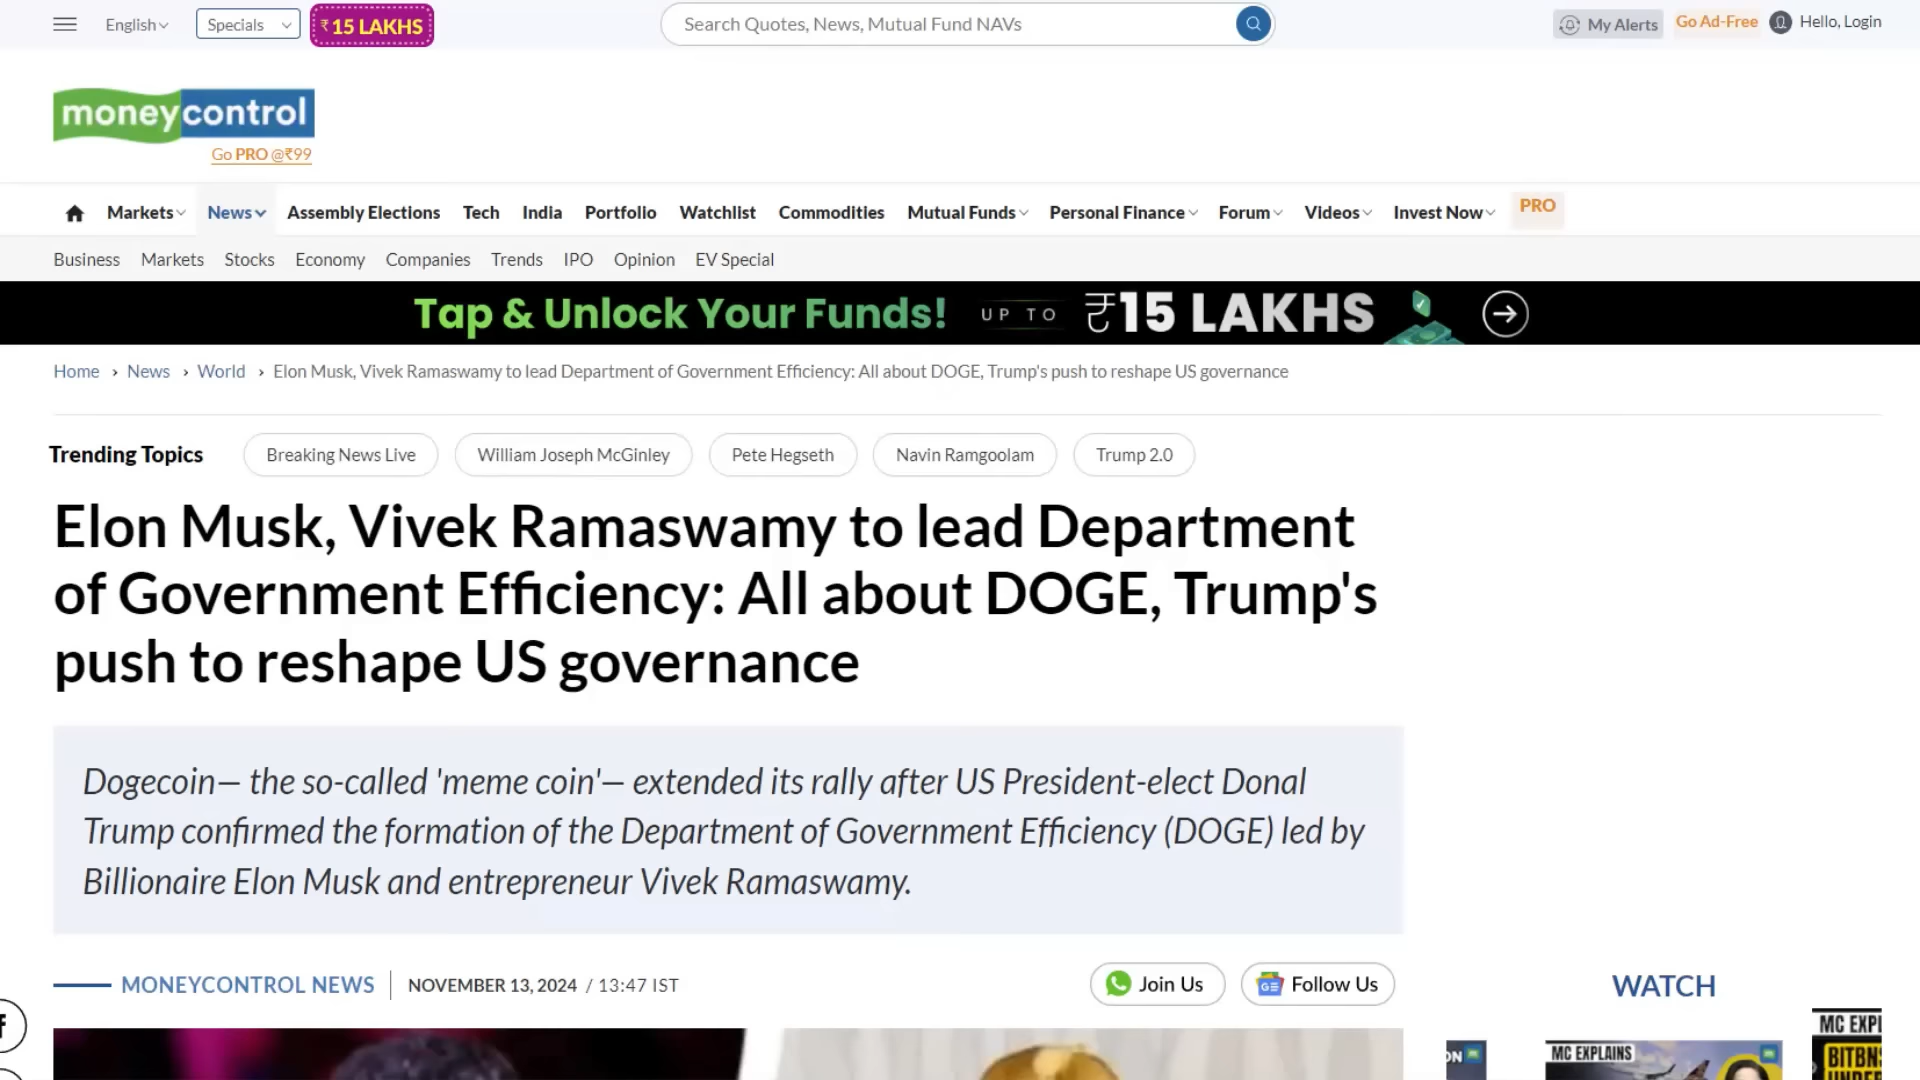 English
Specials
₹15 LAKHS
Search Quotes, News, Mutual Fund NAVs
My Alerts
Go Ad-Free
Hello, Login
moneycontrol
Go PRO @₹99
Markets News Assembly Elections Tech India Portfolio Watchlist Commodities Mutual Funds Personal Finance Forum Videos Invest Now PRO
Business Markets Stocks Economy Companies Trends IPO Opinion EV Special
Tap & Unlock Your Funds! UP TO ₹15 LAKHS
Home › News › World › Elon Musk, Vivek Ramaswamy to lead Department of Government Efficiency: All about DOGE, Trump's push to reshape US governance
Trending Topics Breaking News Live William Joseph McGinley Pete Hegseth Navin Ramgoolam Trump 2.0
Elon Musk, Vivek Ramaswamy to lead Department
of Government Efficiency: All about DOGE, Trump's
push to reshape US governance
Dogecoin— the so-called 'meme coin'— extended its rally after US President-elect Donal
Trump confirmed the formation of the Department of Government Efficiency (DOGE) led by
Billionaire Elon Musk and entrepreneur Vivek Ramaswamy.
MONEYCONTROL NEWS | NOVEMBER 13, 2024 / 13:47 IST
Join Us
Follow Us
WATCH
MC EXPLAINS
MC EXPL